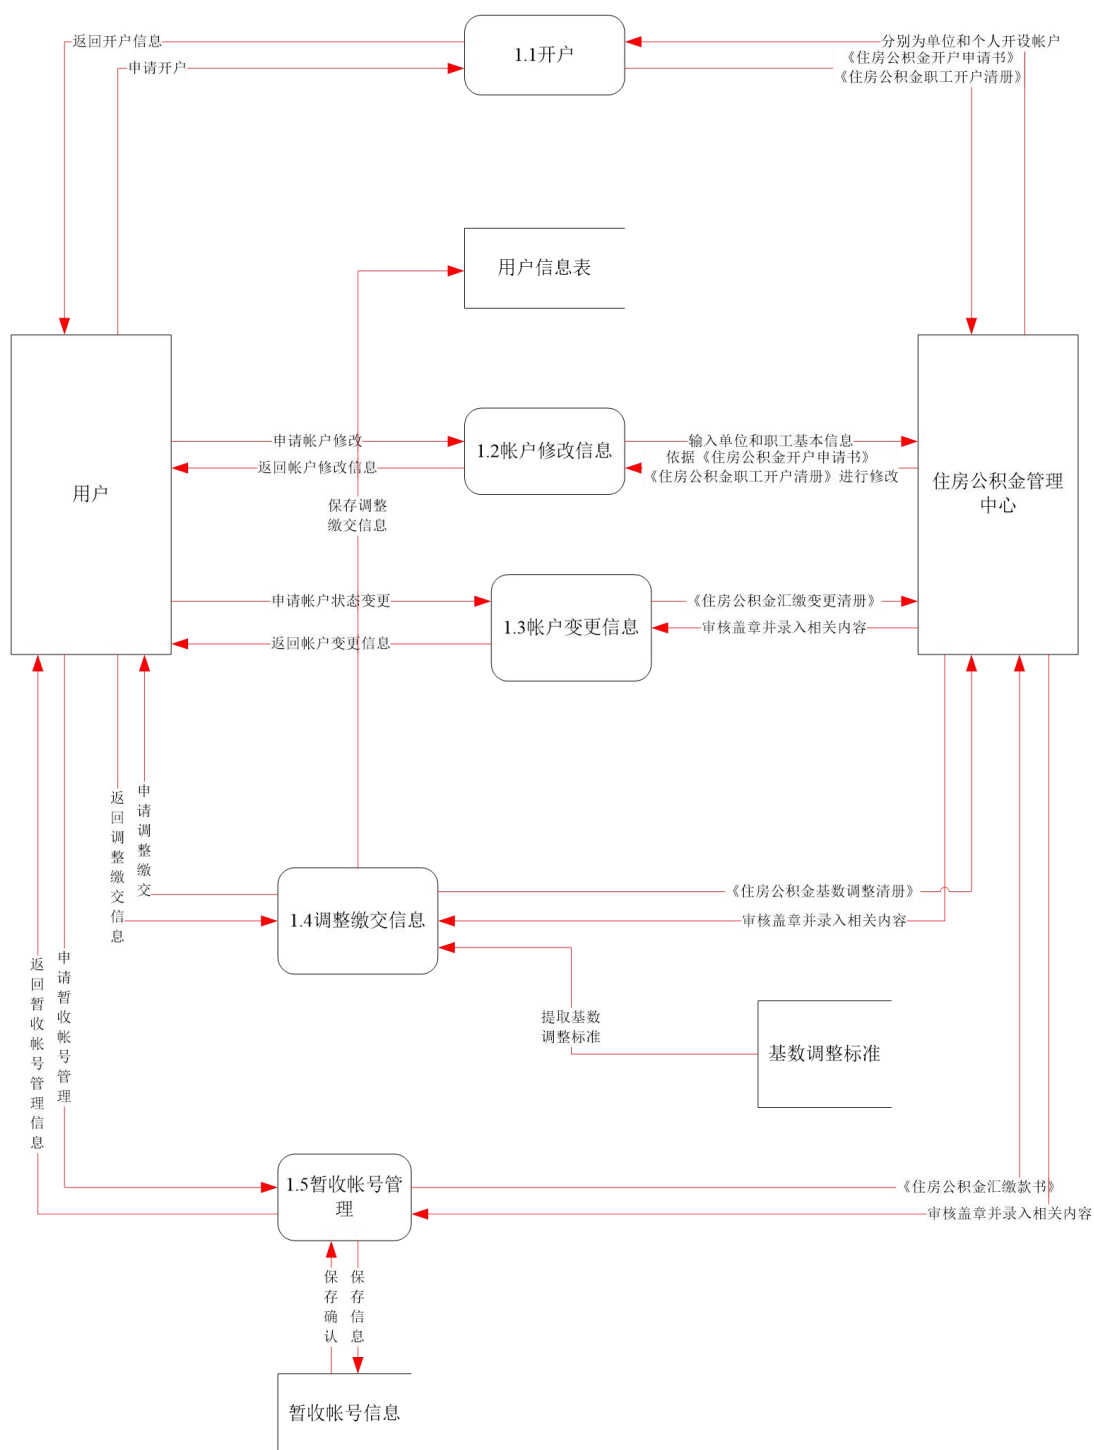 返回开户信息
申请开户
1.1开户
分别为单位和个人开设帐户
《住房公积金开户申请书》
《住房公积金职工开户清册》
用户信息表
用户
申请帐户修改
返回帐户修改信息
1.2帐户修改信息
输入单位和职工基本信息
依据《住房公积金开户申请书》
《住房公积金职工开户清册》进行修改
住房公积金管理
中心
保存调整
缴交信息
申请帐户状态变更
返回帐户变更信息
1.3帐户变更信息
《住房公积金汇缴变更清册》
审核盖章并录入相关内容
返回调整缴交信息
申请调整缴交
1.4调整缴交信息
《住房公积金基数调整清册》
审核盖章并录入相关内容
返回暂收帐号管理信息
申请暂收帐号管理
提取基数
调整标准
基数调整标准
1.5暂收帐号管
理
《住房公积金汇缴款书》
审核盖章并录入相关内容
保存确认
保存信息
暂收帐号信息